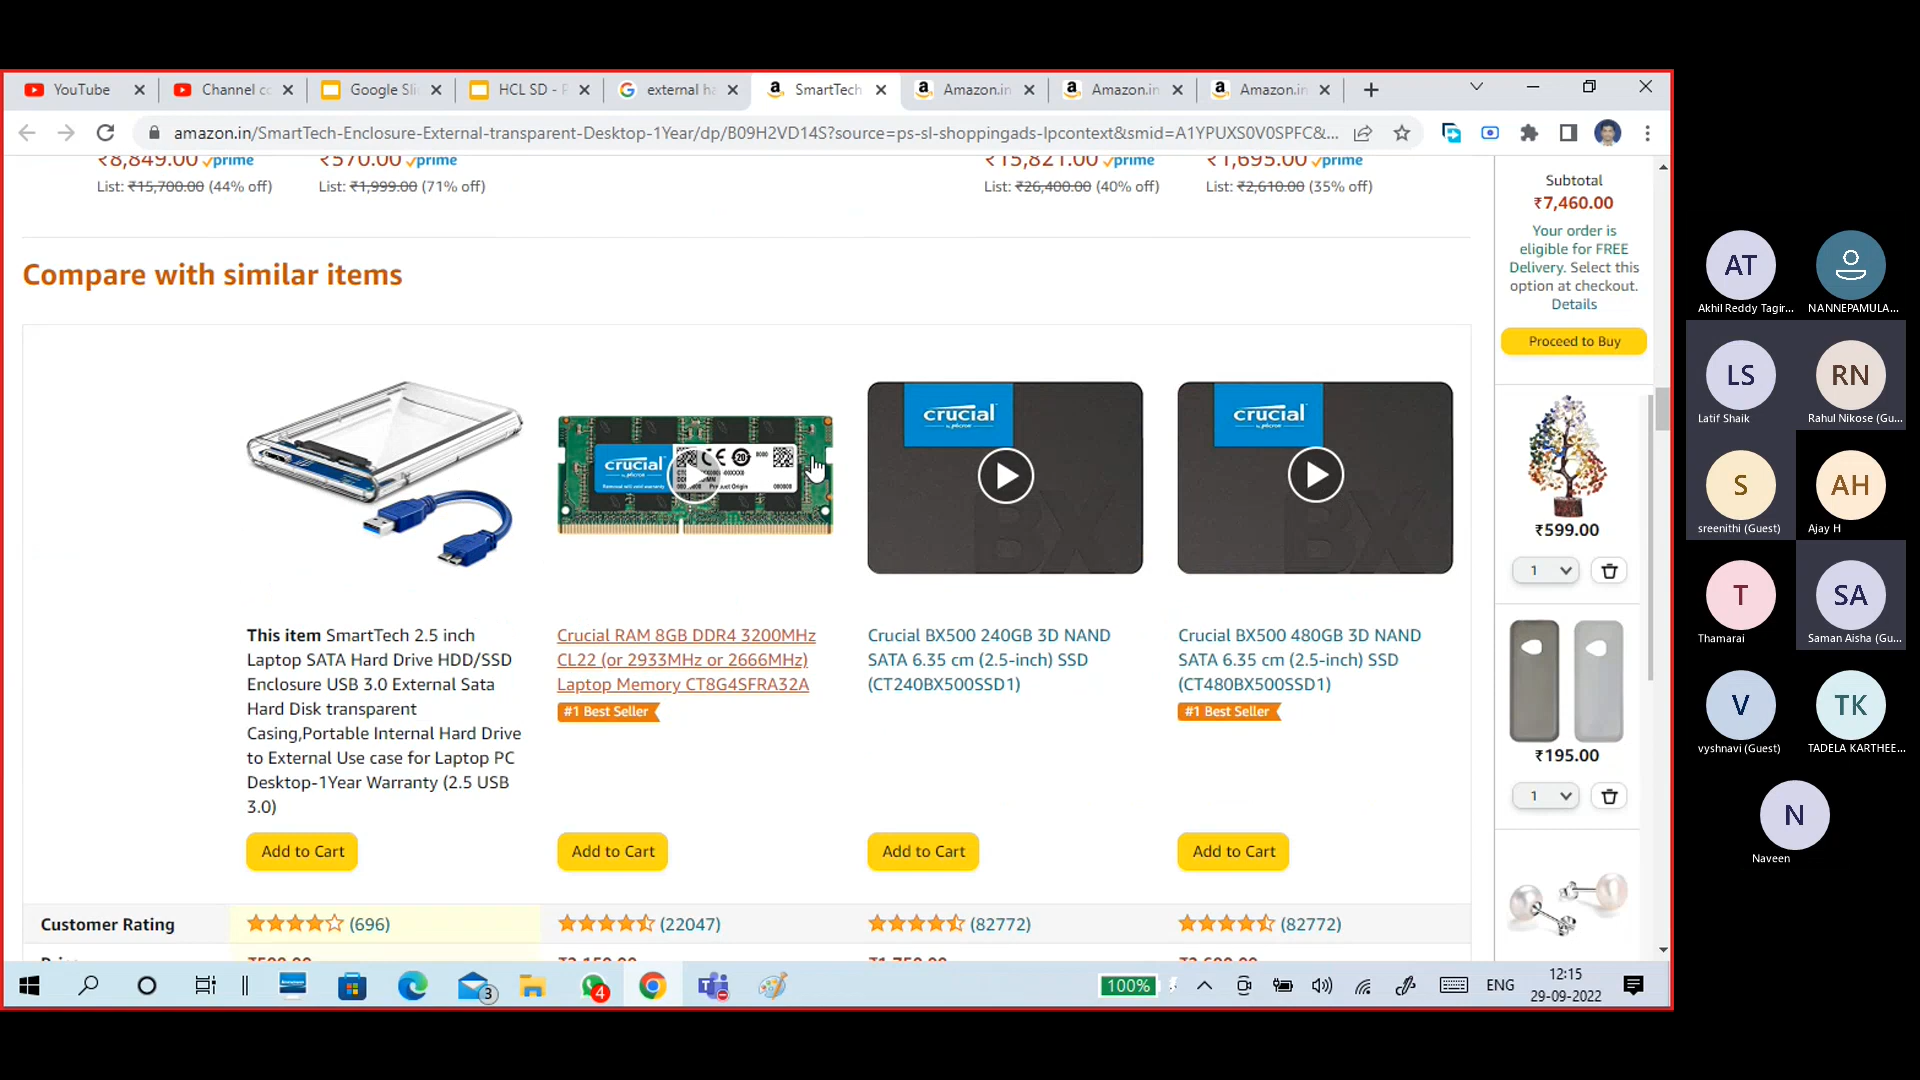 YouTube
Channel co
Google Sli
HCL SD - P
external ha
SmartTech
Amazon.in
Amazon.in
Amazon.in
amazon.in/SmartTech-Enclosure-External-transparent-Desktop-1Year/dp/B09H2VD14S?source=ps-sl-shoppingads-lpcontext&smid=A1YPUXS0V0SPFC&...
₹8,849.00 prime
₹570.00 prime
₹15,821.00 prime
₹1,695.00 prime
List: ₹15,700.00 (44% off)
List: ₹1,999.00 (71% off)
List: ₹26,400.00 (40% off)
List: ₹2,610.00 (35% off)
Compare with similar items
crucial
crucial
by Micron
crucial
by Micron
BX
BX
This item SmartTech 2.5 inch
Laptop SATA Hard Drive HDD/SSD
Enclosure USB 3.0 External Sata
Hard Disk transparent
Casing,Portable Internal Hard Drive
to External Use case for Laptop PC
Desktop-1Year Warranty (2.5 USB
3.0)
Crucial RAM 8GB DDR4 3200MHz
CL22 (or 2933MHz or 2666MHz)
Laptop Memory CT8G4SFRA32A
#1 Best Seller
Crucial BX500 240GB 3D NAND
SATA 6.35 cm (2.5-inch) SSD
(CT240BX500SSD1)
Crucial BX500 480GB 3D NAND
SATA 6.35 cm (2.5-inch) SSD
(CT480BX500SSD1)
#1 Best Seller
Add to Cart
Add to Cart
Add to Cart
Add to Cart
Customer Rating
(696)
(22047)
(82772)
(82772)
Subtotal
₹7,460.00
Your order is
eligible for FREE
Delivery. Select this
option at checkout.
Details
Proceed to Buy
₹599.00
1
₹195.00
1
3
4
100%
ENG
12:15
29-09-2022
AT
Akhil Reddy Tagir...
NANNEPAMULA...
LS
Latif Shaik
RN
Rahul Nikose (Gu...
S
sreenithi (Guest)
AH
Ajay H
T
Thamarai
SA
Saman Aisha (Gu...
V
vyshnavi (Guest)
TK
TADELA KARTHEE...
N
Naveen